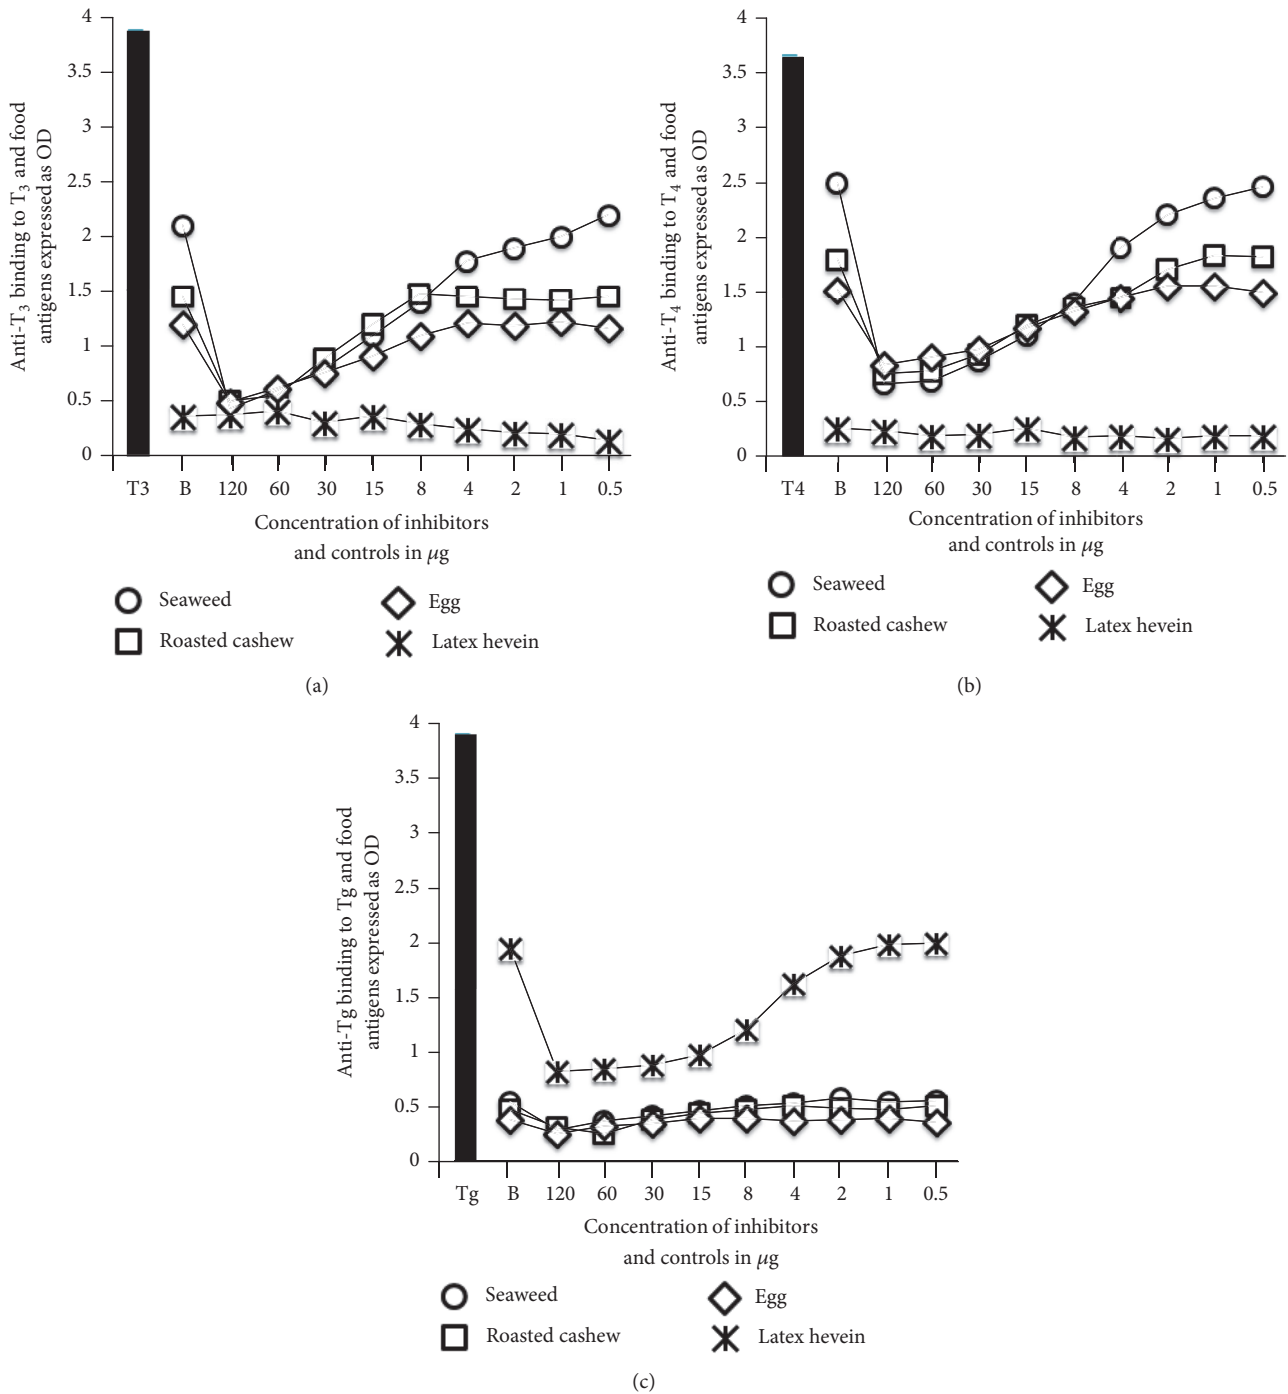 Anti-T3 binding to T3 and food
antigens expressed as OD
4
3.5
3
2.5
2
1.5
1
0.5
0
T3 B 120 60 30 15 8 4 2 1 0.5
Concentration of inhibitors
and controls in μg
Seaweed
Egg
Roasted cashew
Latex hevein
(a)
Anti-T4 binding to T4 and food
antigens expressed as OD
4
3.5
3
2.5
2
1.5
1
0.5
0
T4 B 120 60 30 15 8 4 2 1 0.5
Concentration of inhibitors
and controls in μg
Seaweed
Egg
Roasted cashew
Latex hevein
(b)
Anti-Tg binding to Tg and food
antigens expressed as OD
4
3.5
3
2.5
2
1.5
1
0.5
0
Tg B 120 60 30 15 8 4 2 1 0.5
Concentration of inhibitors
and controls in μg
Seaweed
Egg
Roasted cashew
Latex hevein
(c)